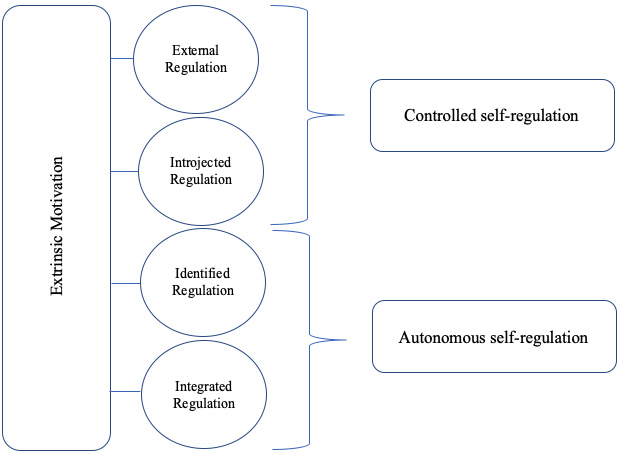 Extrinsic Motivation
External
Regulation
Introjected
Regulation
Identified
Regulation
Integrated
Regulation
Controlled self-regulation
Autonomous self-regulation